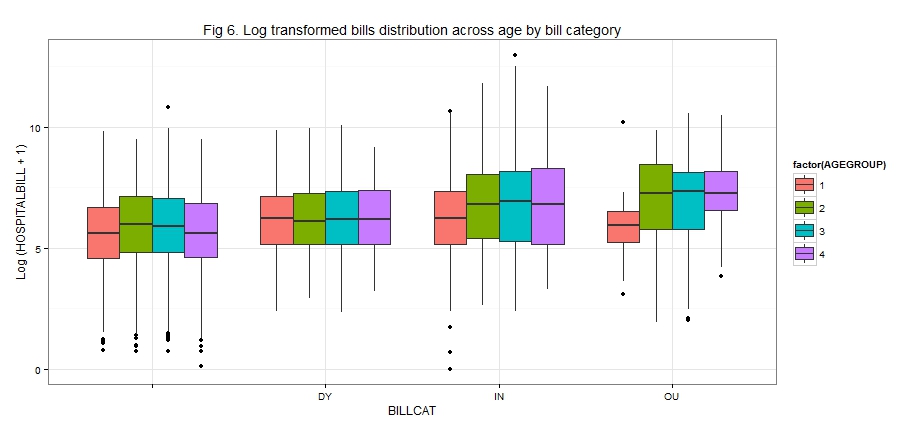 Fig 6. Log transformed bills distribution across age by bill category
Log (HOSPITALBILL + 1)
10
5
0
DY
IN
OU
BILLCAT
factor(AGEGROUP)
1
2
3
4